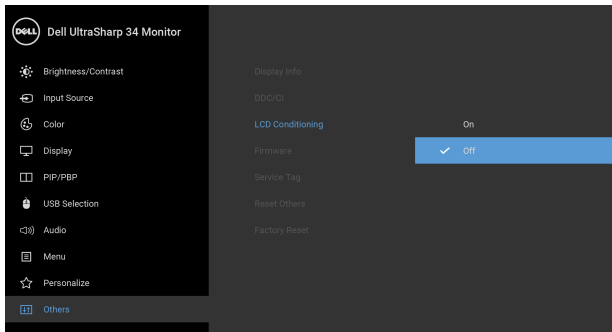 DELL Dell UltraSharp 34 Monitor
Brightness/Contrast
Display Info
Input Source
DDC/CI
Color
LCD Conditioning
On
Display
Firmware
Off
PIP/PBP
Service Tag
USB Selection
Reset Others
Audio
Factory Reset
Menu
Personalize
Others